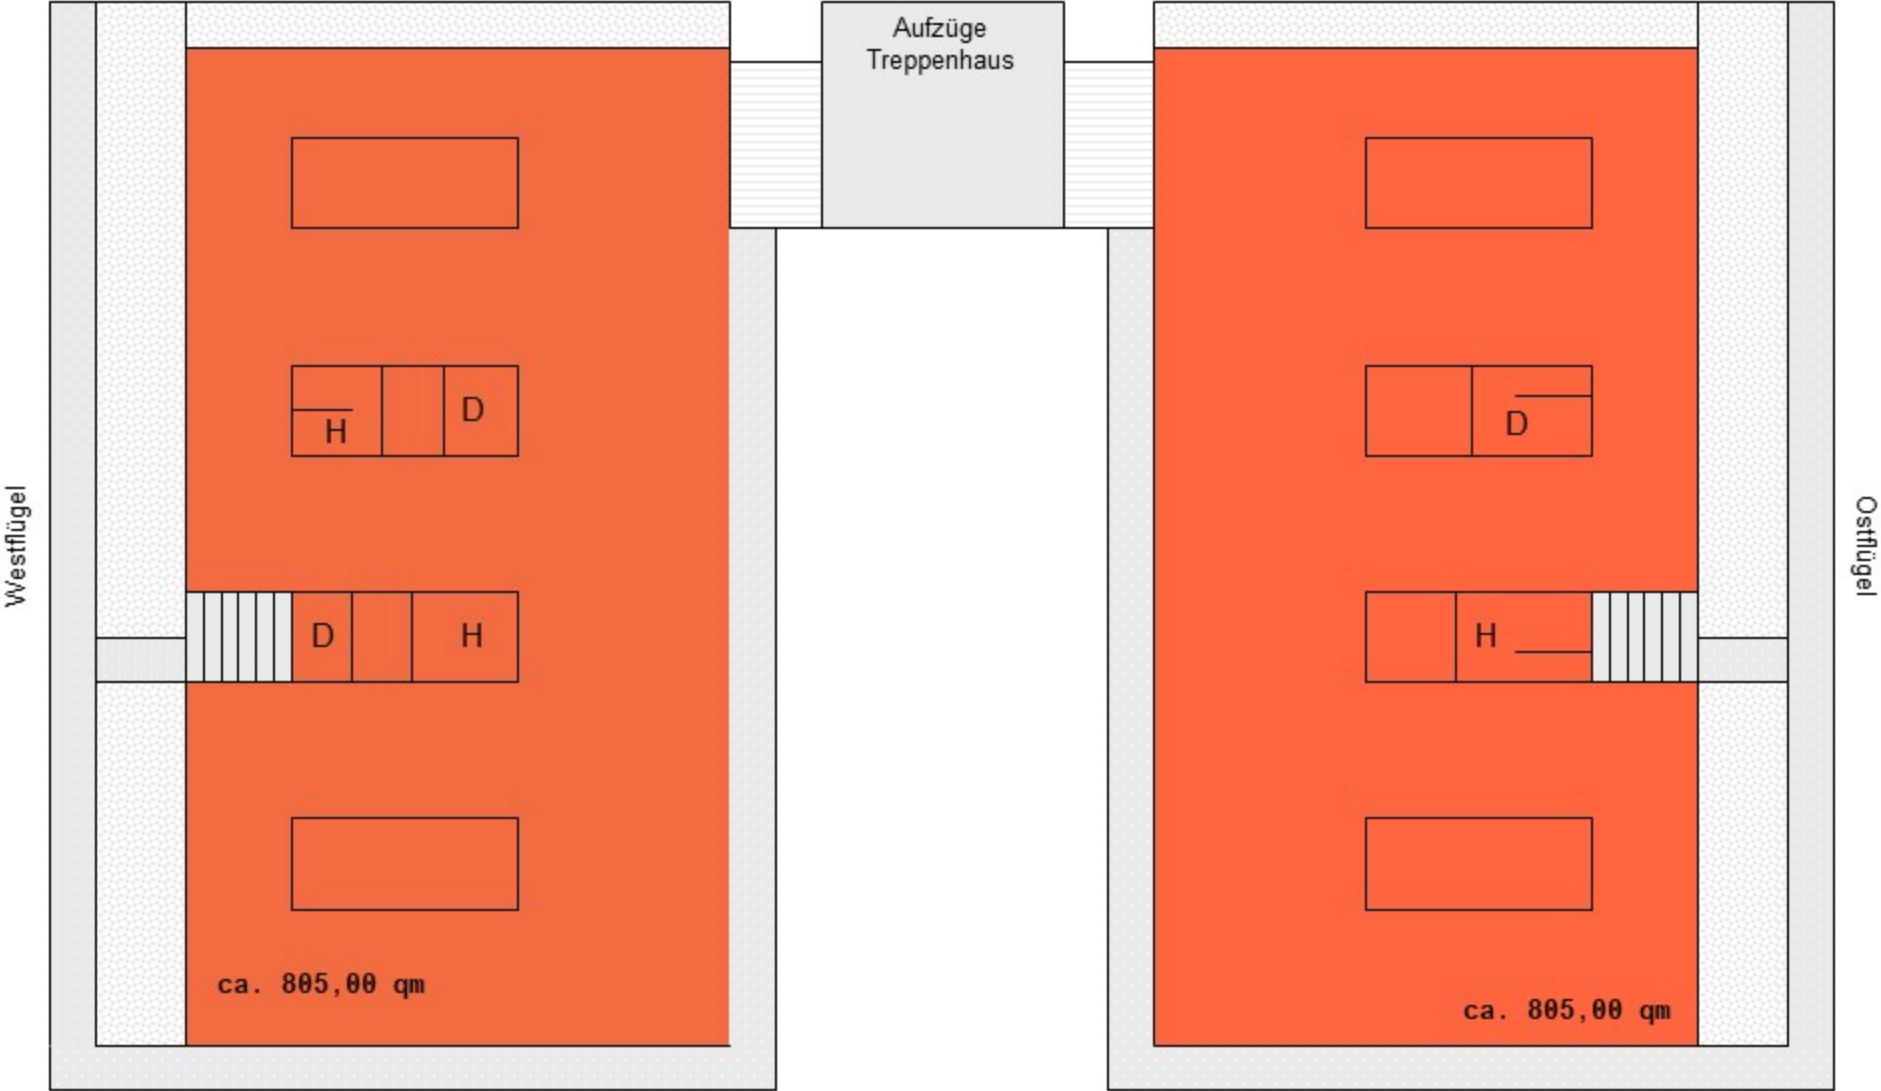 Aufzüge
Treppenhaus
H
D
D
D
H
H
Westflügel
Ostflügel
ca. 805,00 qm
ca. 805,00 qm